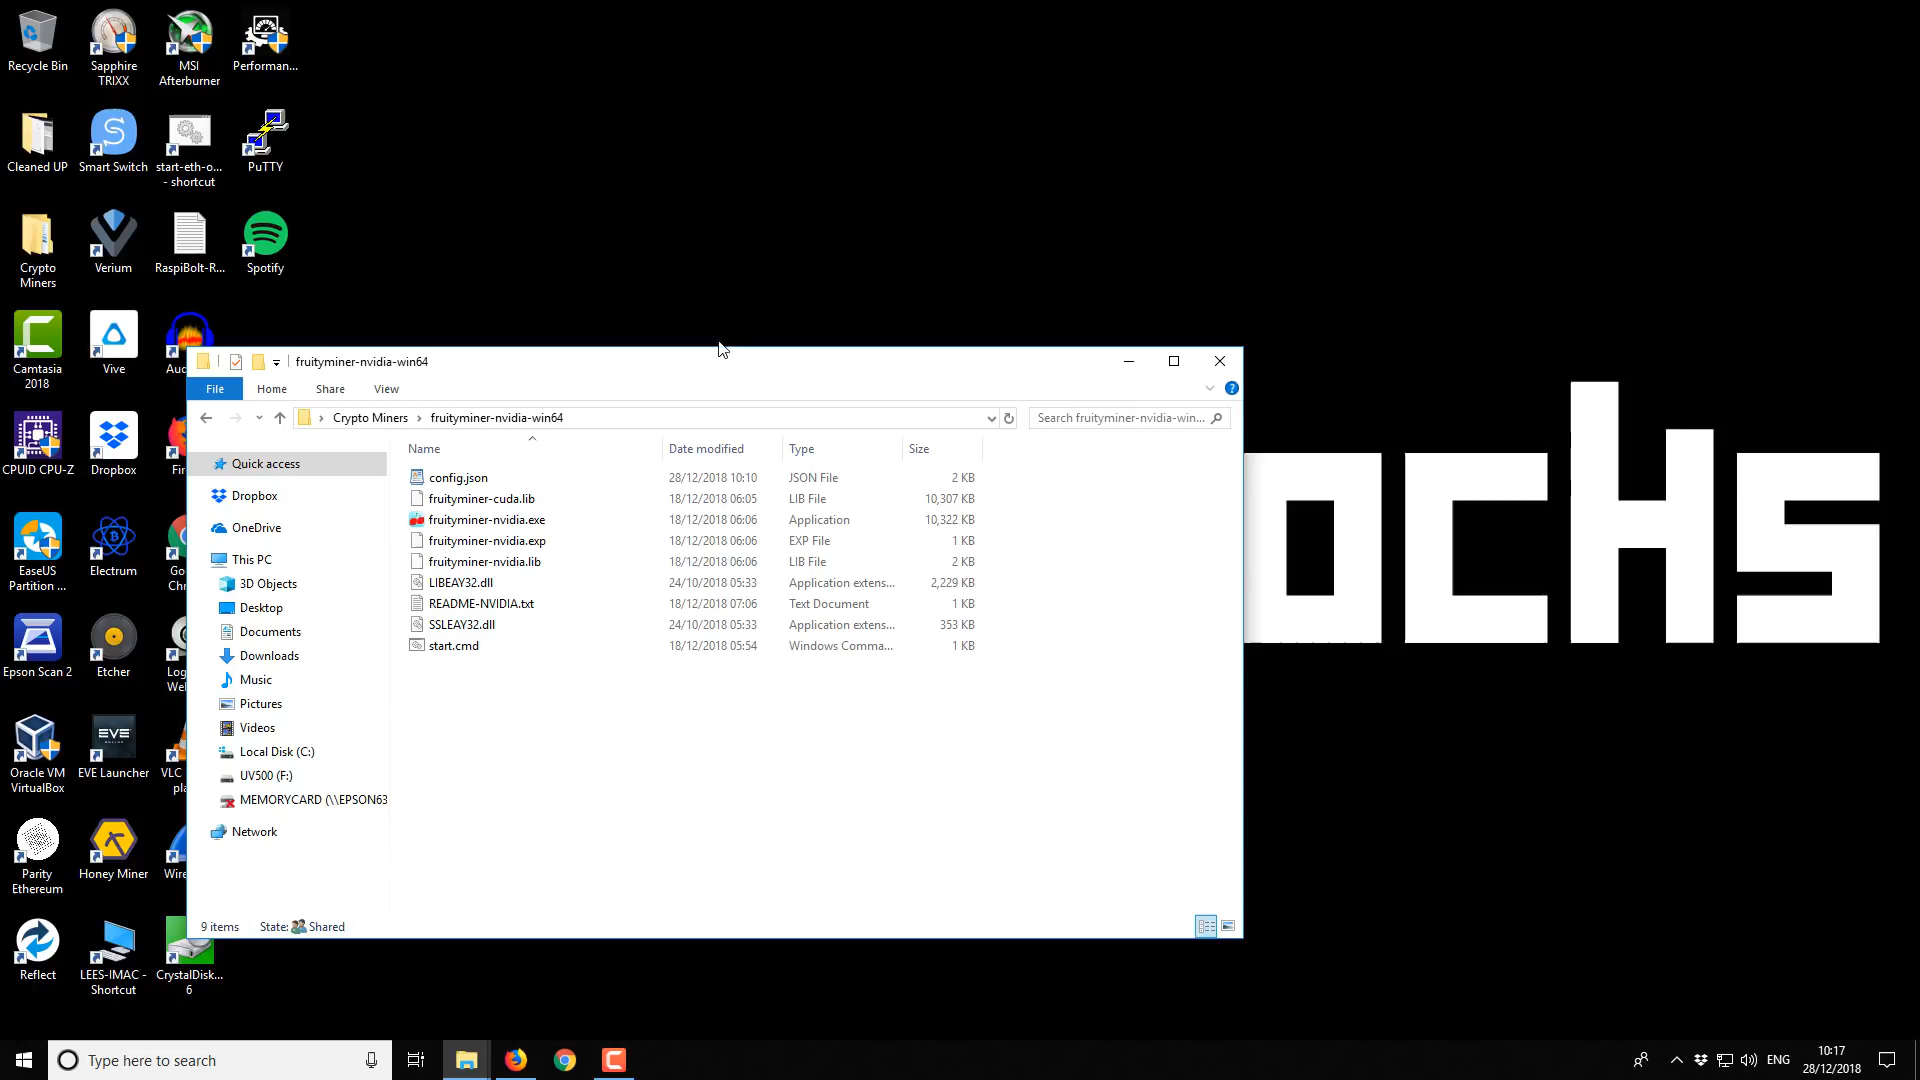 Recycle Bin
Sapphire
TRIXX
MSI
Afterburner
Performan...
Cleaned UP
Smart Switch
start-eth-o...
- shortcut
PuTTY
Crypto
Miners
Verium
RaspiBolt-R...
Spotify
Camtasia
2018
Vive
CPUID CPU-Z
Dropbox
EaseUS
Partition ...
Electrum
Epson Scan 2
Etcher
Oracle VM
VirtualBox
EVE
EVE Launcher
Parity
Ethereum
Honey Miner
Reflect
LEES-IMAC -
Shortcut
CrystalDisk...
6
fruityminer-nvidia-win64
File
Home
Share
View
Crypto Miners
fruityminer-nvidia-win64
Search fruityminer-nvidia-win...
Quick access
Dropbox
OneDrive
This PC
3D Objects
Desktop
Documents
Downloads
Music
Pictures
Videos
Local Disk (C:)
UV500 (F:)
MEMORYCARD (\\EPSON63
Network
Name Date modified Type Size
config.json 28/12/2018 10:10 JSON File 2 KB
fruityminer-cuda.lib 18/12/2018 06:05 LIB File 10,307 KB
fruityminer-nvidia.exe 18/12/2018 06:06 Application 10,322 KB
fruityminer-nvidia.exp 18/12/2018 06:06 EXP File 1 KB
fruityminer-nvidia.lib 18/12/2018 06:06 LIB File 2 KB
LIBEAY32.dll 24/10/2018 05:33 Application extens... 2,229 KB
README-NVIDIA.txt 18/12/2018 07:06 Text Document 1 KB
SSLEAY32.dll 24/10/2018 05:33 Application extens... 353 KB
start.cmd 18/12/2018 05:54 Windows Comma... 1 KB
9 items
State: Shared
ochs
Type here to search
ENG
10:17
28/12/2018